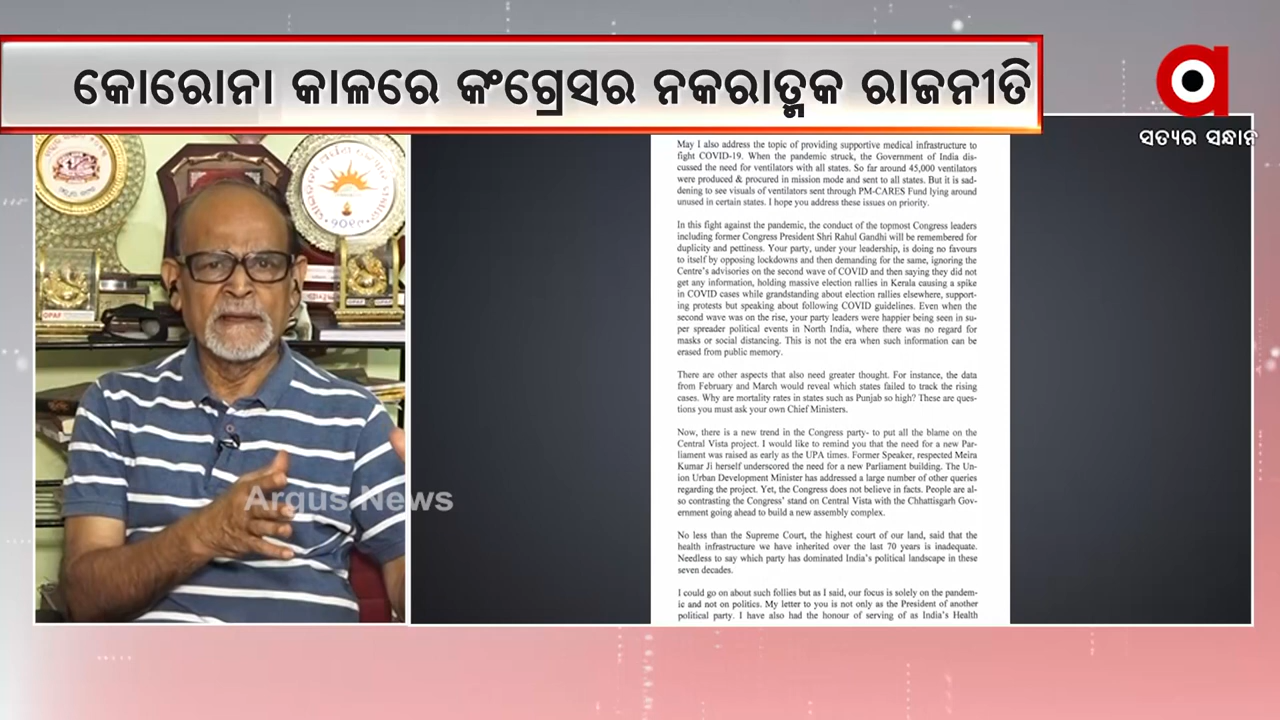 କୋରୋନା କାଳରେ କଂଗ୍ରେସର ନକରାତ୍ମକ ରାଜନୀତି
ସତ୍ୟର ସନ୍ଧାନ
May I also address the topic of providing supportive medical infrastructure to
fight COVID-19. When the pandemic struck, the Government of India dis-
cussed the need for ventilators with all states. So far around 45,000 ventilators
were produced & procured in mission mode and sent to all states. But it is sad-
dening to see visuals of ventilators sent through PM-CARES Fund lying around
unused in certain states. I hope you address these issues on priority.
In this fight against the pandemic, the conduct of the topmost Congress leaders
including former Congress President Shri Rahul Gandhi will be remembered for
duplicity and pettiness. Your party, under your leadership, is doing no favours
to itself by opposing lockdowns and then demanding for the same, ignoring the
Centre's advisories on the second wave of COVID and then saying they did not
get any information, holding massive election rallies in Kerala causing a spike
in COVID cases while grandstanding about election rallies elsewhere, support-
ing protests but speaking about following COVID guidelines. Even when the
second wave was on the rise, your party leaders were happier being seen in su-
per spreader political events in North India, where there was no regard for
masks or social distancing. This is not the era when such information can be
erased from public memory.
There are other aspects that also need greater thought. For instance, the data
from February and March would reveal which states failed to track the rising
cases. Why are mortality rates in states such as Punjab so high? These are ques-
tions you must ask your own Chief Ministers.
Now, there is a new trend in the Congress party- to put all the blame on the
Central Vista project. I would like to remind you that the need for a new Par-
liament was raised as early as the UPA times. Former Speaker, respected Meira
Kumar Ji herself underscored the need for a new Parliament building. The Un-
ion Urban Development Minister has addressed a large number of other queries
regarding the project. Yet, the Congress does not believe in facts. People are al-
so contrasting the Congress' stand on Central Vista with the Chhattisgarh Gov-
ernment going ahead to build a new assembly complex.
No less than the Supreme Court, the highest court of our land, said that the
health infrastructure we have inherited over the last 70 years is inadequate.
Needless to say which party has dominated India's political landscape in these
seven decades.
I could go on about such follies but as I said, our focus is solely on the pandem-
ic and not on politics. My letter to you is not only as the President of another
political party. I have also had the honour of serving of as India's Health
Argus News
OPAF